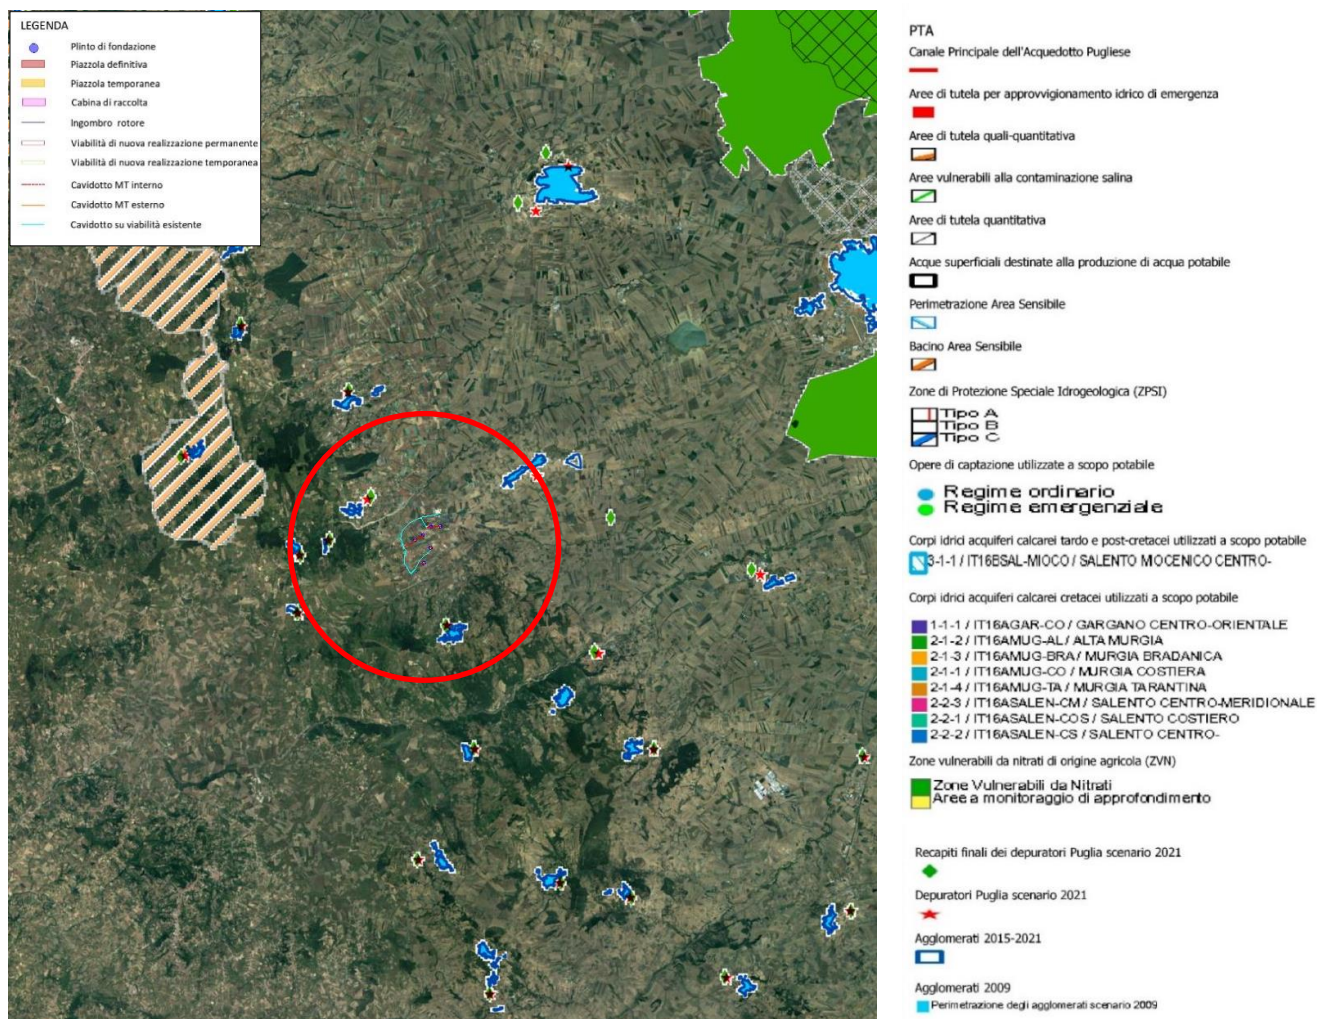 LEGENDA
Plinto di fondazione
Piazzola definitiva
Piazzola temporanea
Cabina di raccolta
Ingombro rotore
Viabilità di nuova realizzazione permanente
Viabilità di nuova realizzazione temporanea
Cavidotto MT interno
Cavidotto MT esterno
Cavidotto su viabilità esistente
PTA
Canale Principale dell'Acquedotto Pugliese
Aree di tutela per approvvigionamento idrico di emergenza
Aree di tutela quali-quantitativa
Aree vulnerabili alla contaminazione salina
Aree di tutela quantitativa
Acque superficiali destinate alla produzione di acqua potabile
Perimetrazione Area Sensibile
Bacino Area Sensibile
Zone di Protezione Speciale Idrogeologica (ZPSI)
Tipo A
Tipo B
Tipo C
Opere di captazione utilizzate a scopo potabile
Regime ordinario
Regime emergenziale
Corpi idrici acquiferi calcarei tardo e post-cretacei utilizzati a scopo potabile
3-1-1 / IT16BSAL-MIOCO / SALENTO MIOCENICO CENTRO-
Corpi idrici acquiferi calcarei cretacei utilizzati a scopo potabile
1-1-1 / IT16AGAR-CO / GARGANO CENTRO-ORIENTALE
2-1-2 / IT16AMUG-AL / ALTA MURGIA
2-1-3 / IT16AMUG-BRA / MURGIA BRADANICA
2-1-1 / IT16AMUG-CO / MURGIA COSTIERA
2-1-4 / IT16AMUG-TA / MURGIA TARANTINA
2-2-3 / IT16ASALEN-CM / SALENTO CENTRO-MERIDIONALE
2-2-1 / IT16ASALEN-COS / SALENTO COSTIERO
2-2-2 / IT16ASALEN-CS / SALENTO CENTRO-
Zone vulnerabili da nitrati di origine agricola (ZVN)
Zone Vulnerabili da Nitrati
Aree a monitoraggio di approfondimento
Recapiti finali dei depuratori Puglia scenario 2021
Depuratori Puglia scenario 2021
Agglomerati 2015-2021
Agglomerati 2009
Perimetrazione degli agglomerati scenario 2009